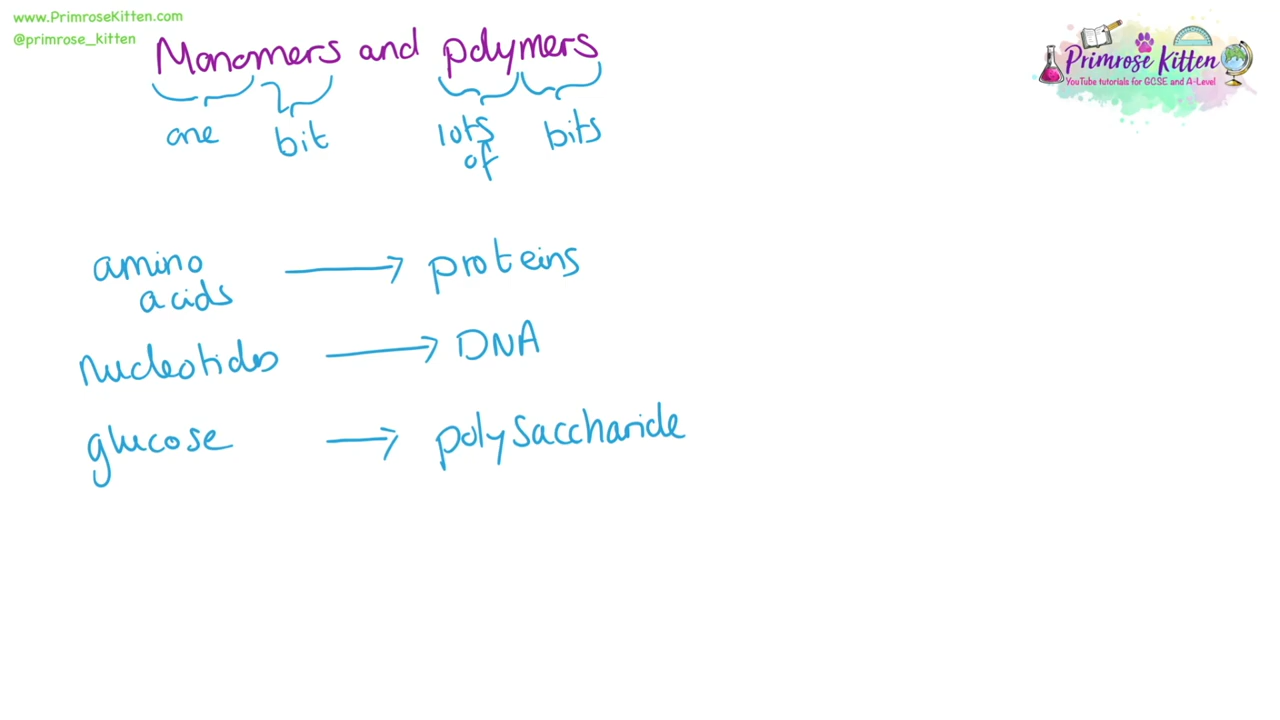 www.PrimroseKitten.com
@primrose_kitten
Monomers and polymers
one bit lots of bits
amino acids → proteins
nucleotides → DNA
glucose → polysaccharide
Primrose Kitten
YouTube tutorials for GCSE and A-Level